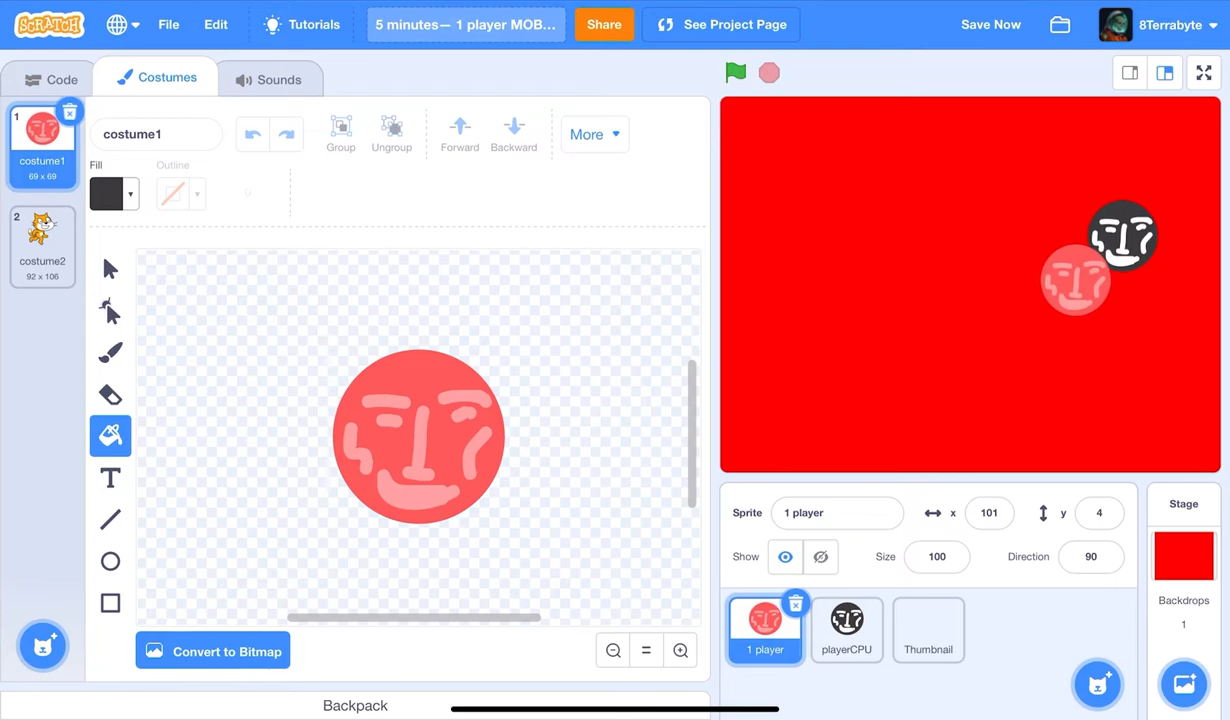 SCRATCH File Edit Tutorials 5 minutes— 1 player MOB... Share See Project Page Save Now 8Terrabyte
Code Costumes Sounds
1
costume1
69 x 69
2
costume2
92 x 106
costume1 Group Ungroup Forward Backward More
Fill Outline
0
T
Convert to Bitmap
Backpack
Sprite 1 player x 101 y 4
Show Size 100 Direction 90
1 player playerCPU Thumbnail
Stage
Backdrops
1